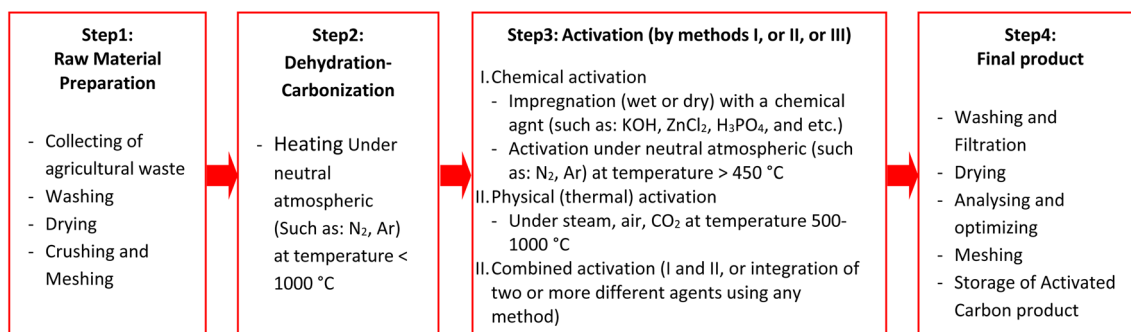 Step1:
Raw Material
Preparation
- Collecting of
agricultural waste
- Washing
- Drying
- Crushing and
Meshing
Step2:
Dehydration-
Carbonization
- Heating Under
neutral
atmospheric
(Such as: N₂, Ar)
at temperature <
1000 °C
Step3: Activation (by methods I, or II, or III)
I. Chemical activation
- Impregnation (wet or dry) with a chemical
agnt (such as: KOH, ZnCl₂, H₃PO₄, and etc.)
- Activation under neutral atmospheric (such
as: N₂, Ar) at temperature > 450 °C
II. Physical (thermal) activation
- Under steam, air, CO₂ at temperature 500-
1000 °C
II. Combined activation (I and II, or integration of
two or more different agents using any
method)
Step4:
Final product
- Washing and
Filtration
- Drying
- Analysing and
optimizing
- Meshing
- Storage of Activated
Carbon product